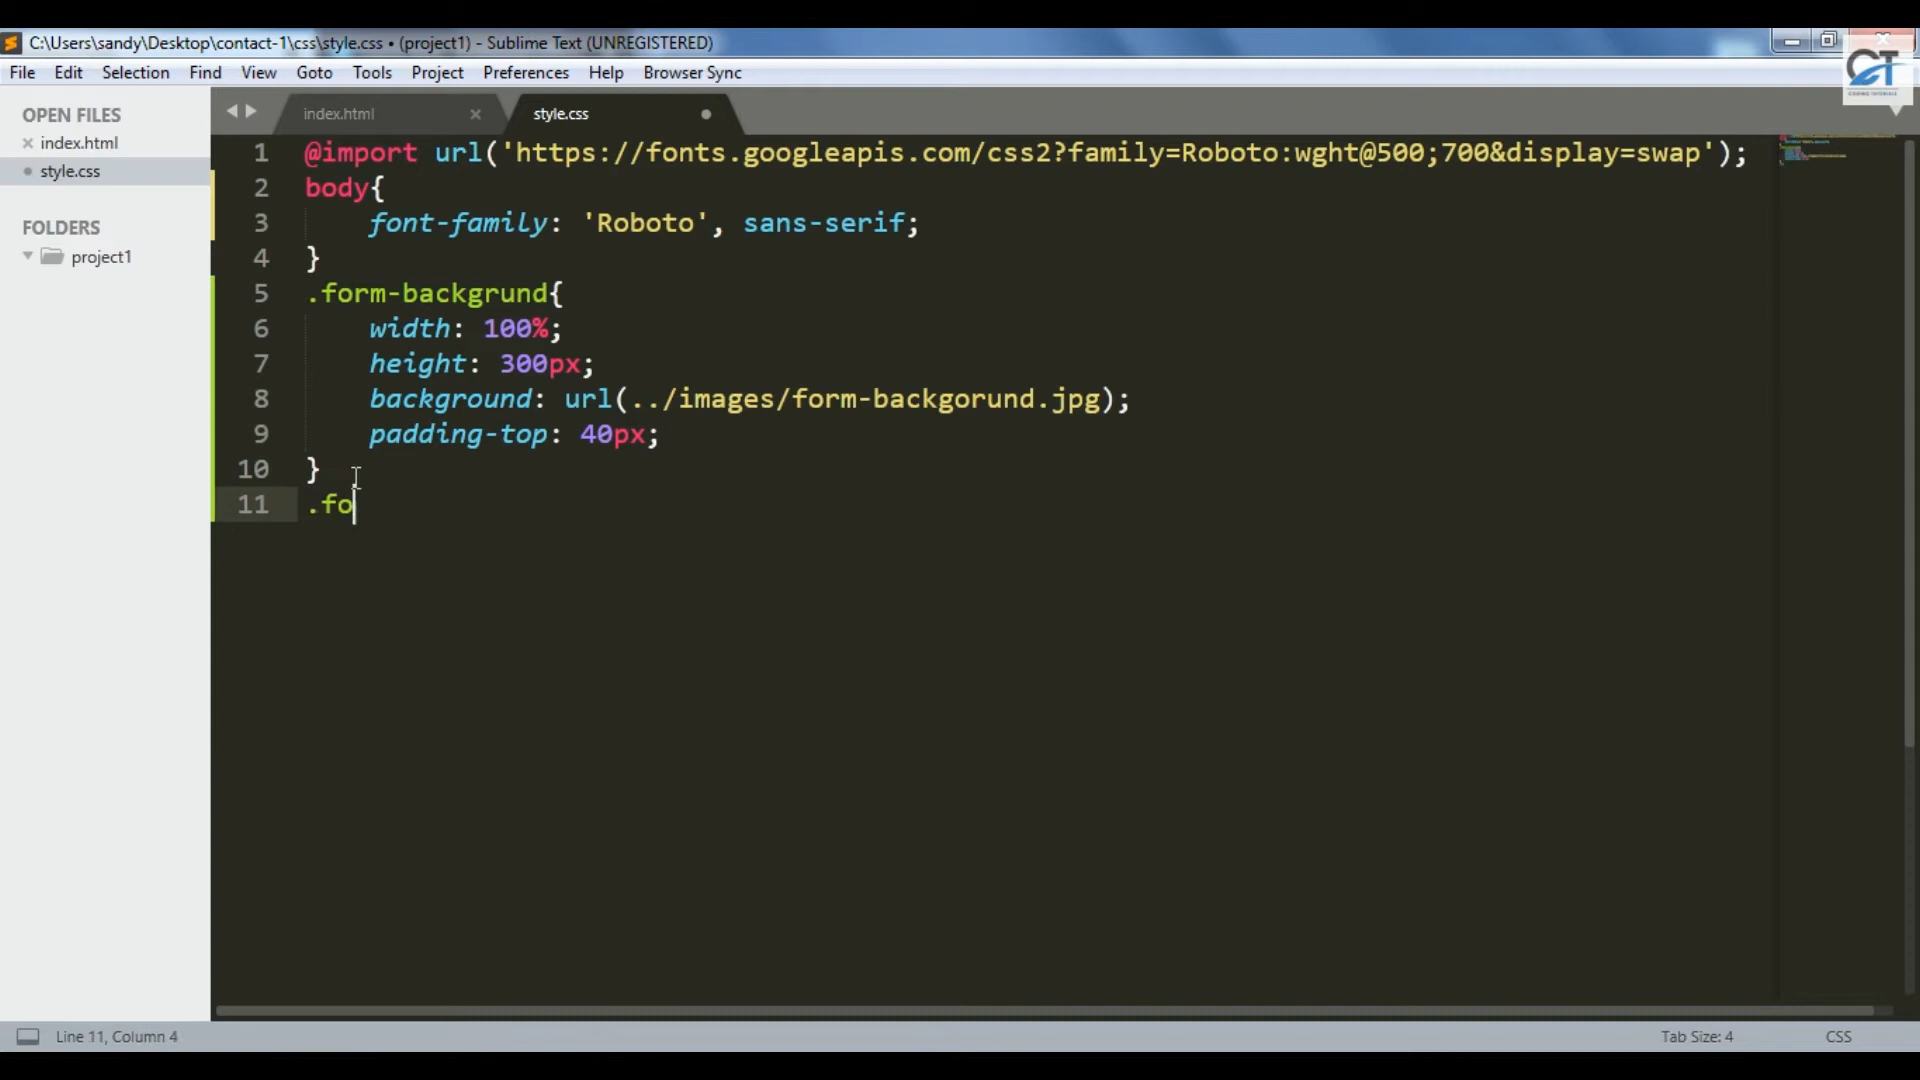 C:\Users\sandy\Desktop\contact-1\css\style.css • (project1) - Sublime Text (UNREGISTERED)
File Edit Selection Find View Goto Tools Project Preferences Help Browser Sync
CT
OPEN FILES
index.html
style.css
FOLDERS
project1
index.html
style.css
1 @import url('https://fonts.googleapis.com/css2?family=Roboto:wght@500;700&display=swap');
2 body{
3 font-family: 'Roboto', sans-serif;
4 }
5 .form-backgrund{
6 width: 100%;
7 height: 300px;
8 background: url(../images/form-backgorund.jpg);
9 padding-top: 40px;
10 }
11 .fo
Line 11, Column 4
Tab Size: 4
CSS